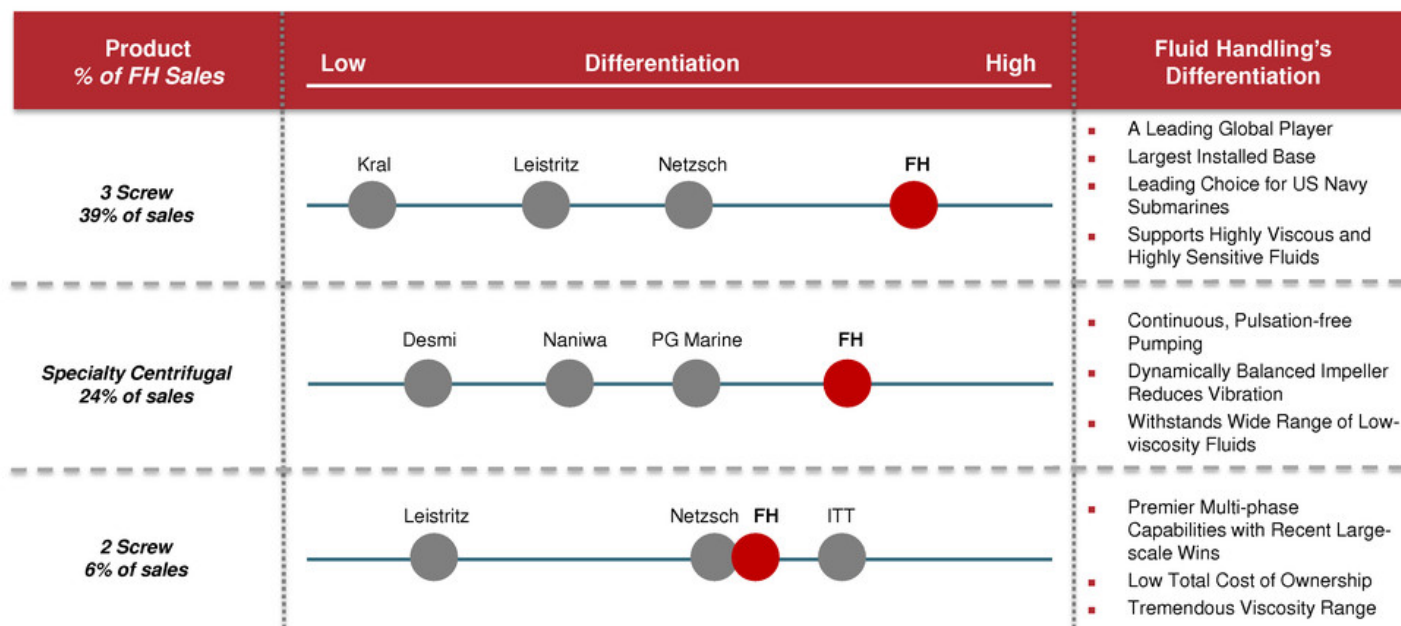 Product
% of FH Sales
Low Differentiation High
Fluid Handling's
Differentiation
3 Screw
39% of sales
Kral Leistritz Netzsch FH
▪ A Leading Global Player
▪ Largest Installed Base
▪ Leading Choice for US Navy
Submarines
▪ Supports Highly Viscous and
Highly Sensitive Fluids
Specialty Centrifugal
24% of sales
Desmi Naniwa PG Marine FH
▪ Continuous, Pulsation-free
Pumping
▪ Dynamically Balanced Impeller
Reduces Vibration
▪ Withstands Wide Range of Low-
viscosity Fluids
2 Screw
6% of sales
Leistritz Netzsch FH ITT
▪ Premier Multi-phase
Capabilities with Recent Large-
scale Wins
▪ Low Total Cost of Ownership
▪ Tremendous Viscosity Range